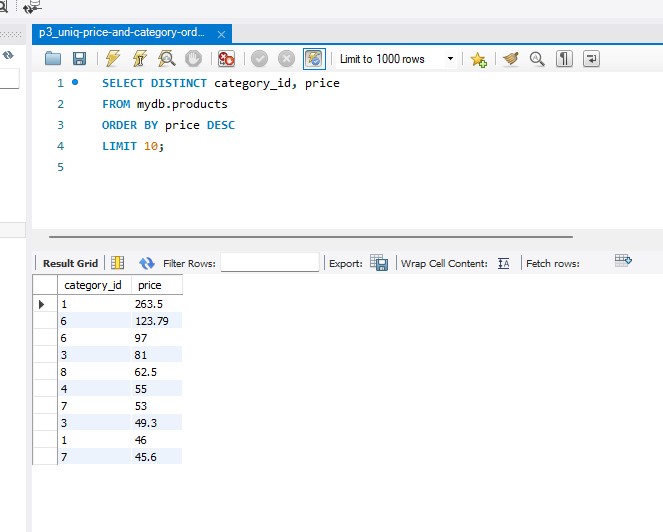 p3_uniq-price-and-category-ord...
Limit to 1000 rows
1 SELECT DISTINCT category_id, price
2 FROM mydb.products
3 ORDER BY price DESC
4 LIMIT 10;
5
Result Grid Filter Rows: Export: Wrap Cell Content: Fetch rows:
category_id price
1 263.5
6 123.79
6 97
3 81
8 62.5
4 55
7 53
3 49.3
1 46
7 45.6